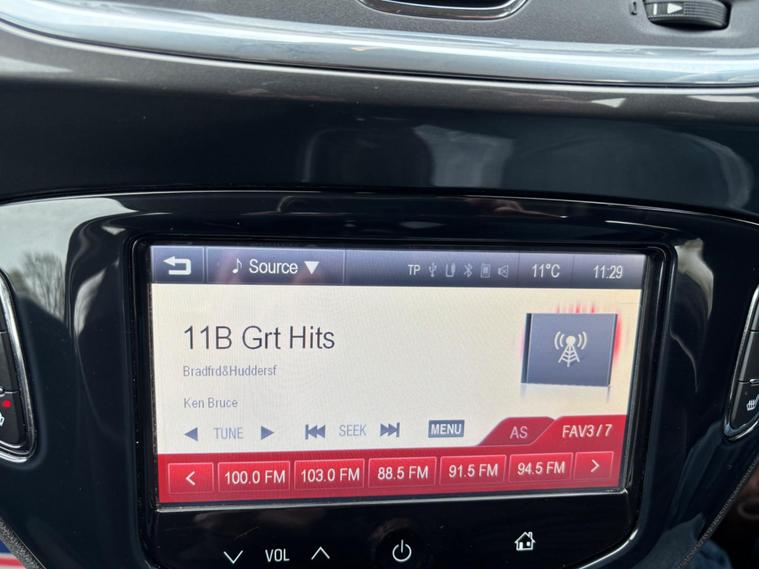 Source ▼ TP 11°C 11:29
11B Grt Hits
Bradfrd&Huddersf
Ken Bruce
TUNE SEEK MENU AS FAV3 / 7
< 100.0 FM 103.0 FM 88.5 FM 91.5 FM 94.5 FM >
VOL